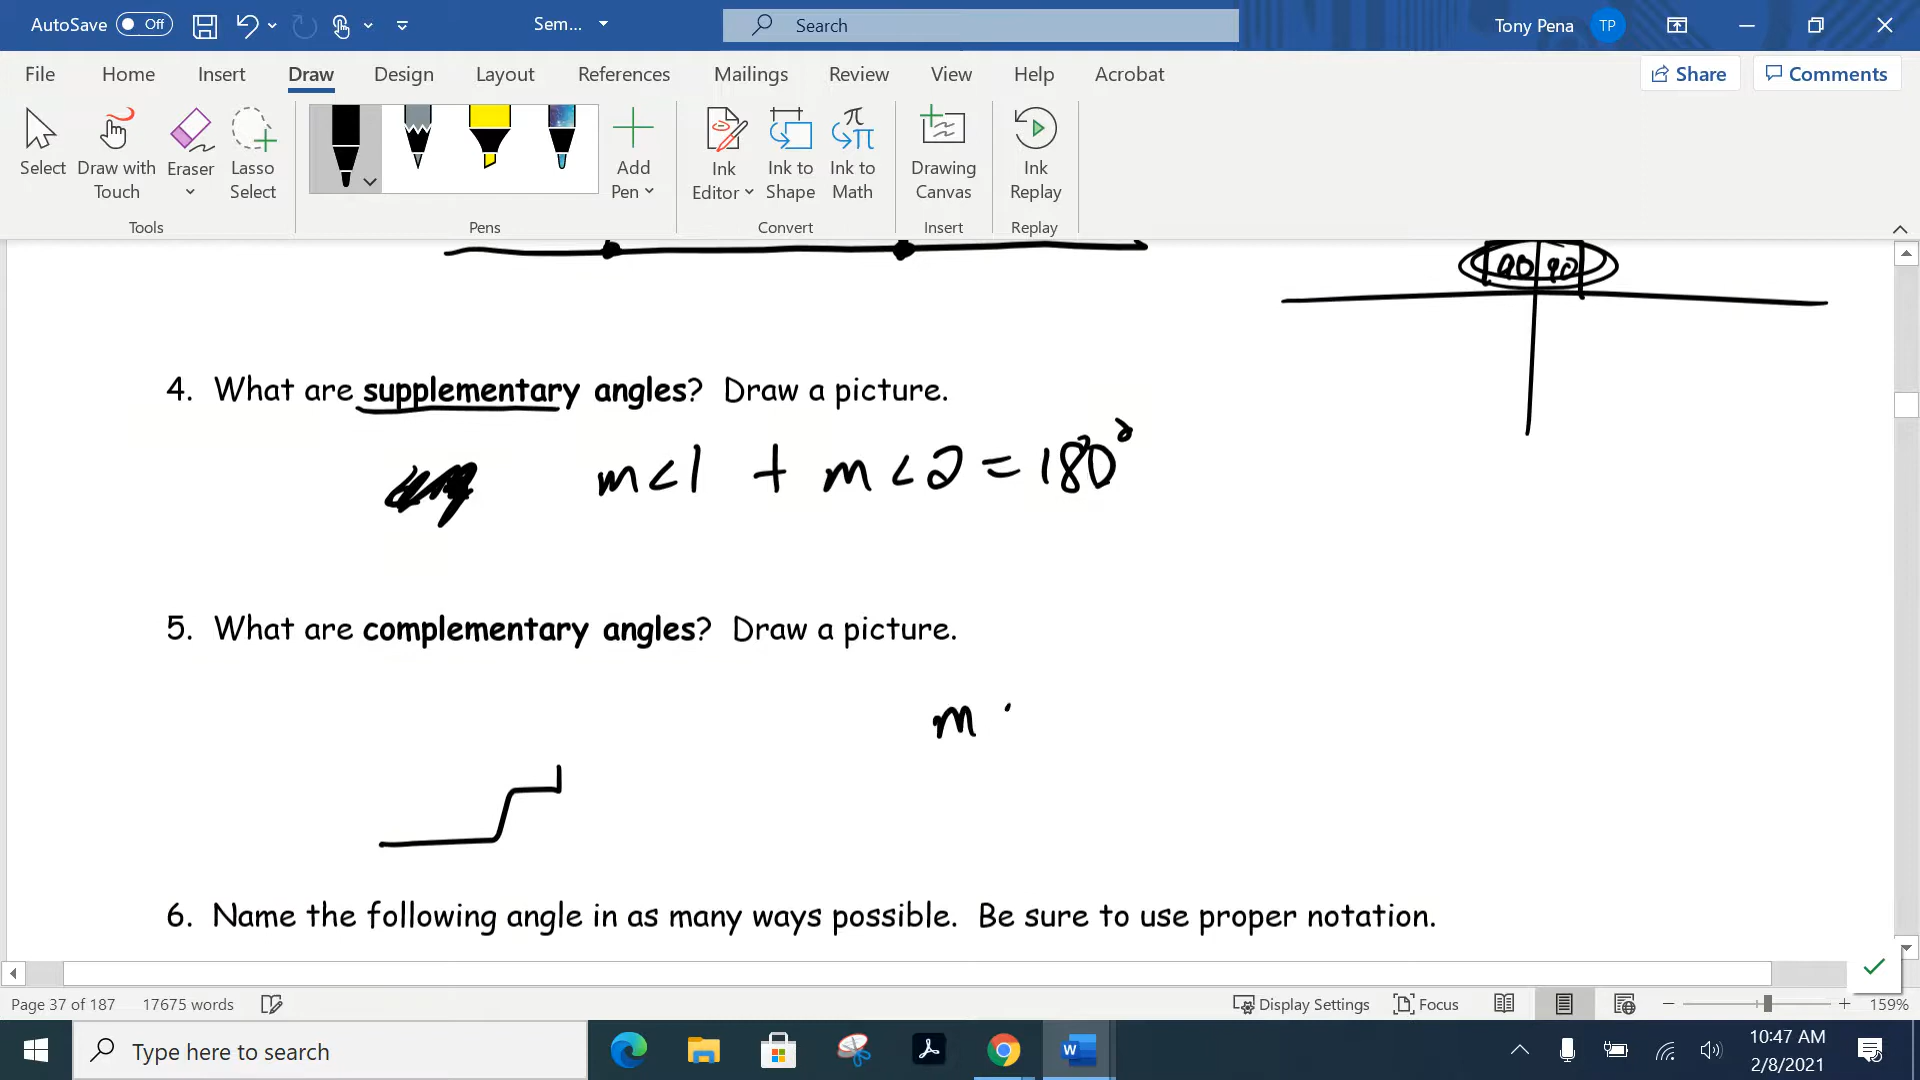 AutoSave Off Sem... Search Tony Pena TP
File Home Insert Draw Design Layout References Mailings Review View Help Acrobat Share Comments
Select Draw with Touch Eraser Lasso Select Add Pen Ink Editor Ink to Shape Ink to Math Drawing Canvas Ink Replay
Tools Pens Convert Insert Replay
90 90
4. What are supplementary angles? Draw a picture.
m<1 + m<2 = 180°
5. What are complementary angles? Draw a picture.
m
6. Name the following angle in as many ways possible. Be sure to use proper notation.
Page 37 of 187 17675 words Display Settings Focus 159%
Type here to search 10:47 AM
2/8/2021